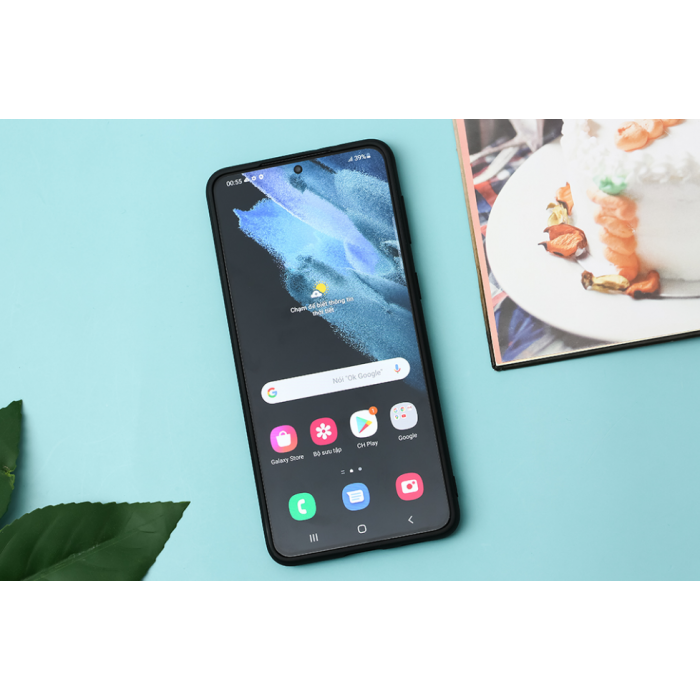 00:55
39%
Chạm để biết thông tin
thời tiết
Nói "Ok Google"
Galaxy Store
Bộ sưu tập
CH Play
Google
1